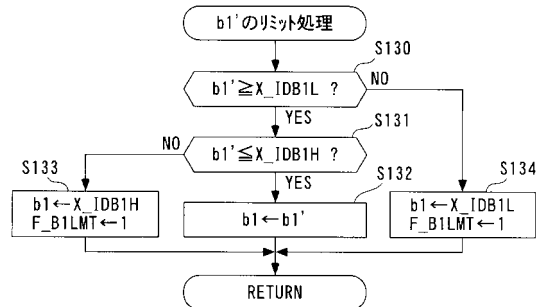 b1'のリミット処理
S130
b1'≧X_IDB1L ?
NO
YES
S131
NO
b1'≦X_IDB1H ?
S133
YES
S132
S134
b1←X_IDB1H
F_B1LMT←1
b1←b1'
b1←X_IDB1L
F_B1LMT←1
RETURN